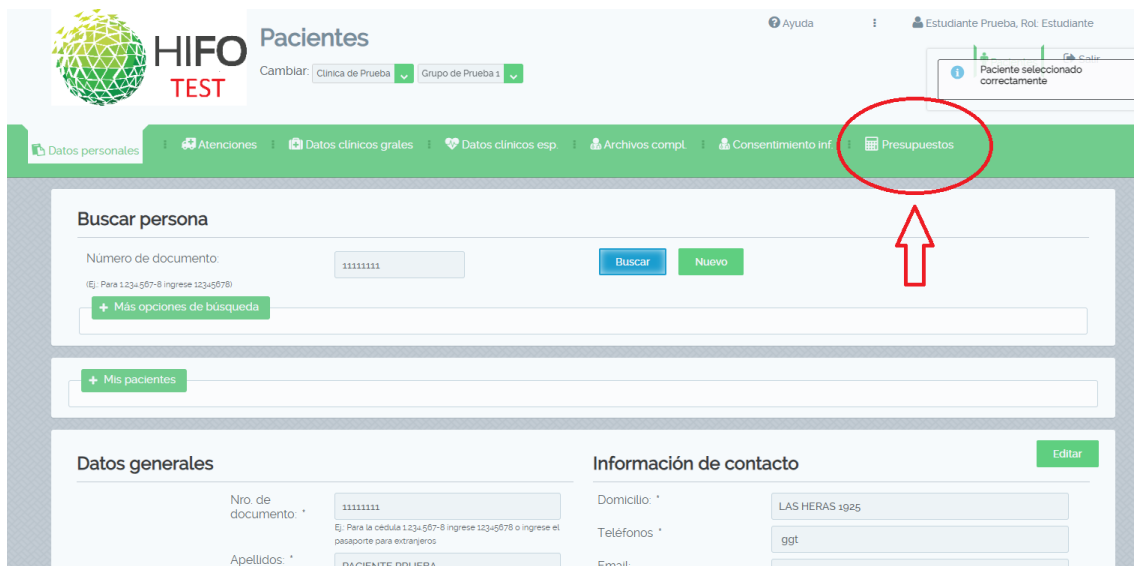 HIFO
TEST
Pacientes
Cambiar: Clínica de Prueba Grupo de Prueba 1
Ayuda
Estudiante Prueba, Rol: Estudiante
Salir
Paciente seleccionado
correctamente
Datos personales
Atenciones
Datos clínicos grales
Datos clínicos esp.
Archivos compl.
Consentimiento inf.
Presupuestos
Buscar persona
Número de documento:
11111111
Buscar
Nuevo
(Ej.: Para 1.234.567-8 ingrese 12345678)
+ Más opciones de búsqueda
+ Mis pacientes
Datos generales
Nro. de
documento: *
11111111
Ej.: Para la cédula 1.234.567-8 ingrese 12345678 o ingrese el
pasaporte para extranjeros
Apellidos: *
PACIENTE PRUEBA
Información de contacto
Editar
Domicilio: *
LAS HERAS 1925
Teléfonos *
ggt
Email: